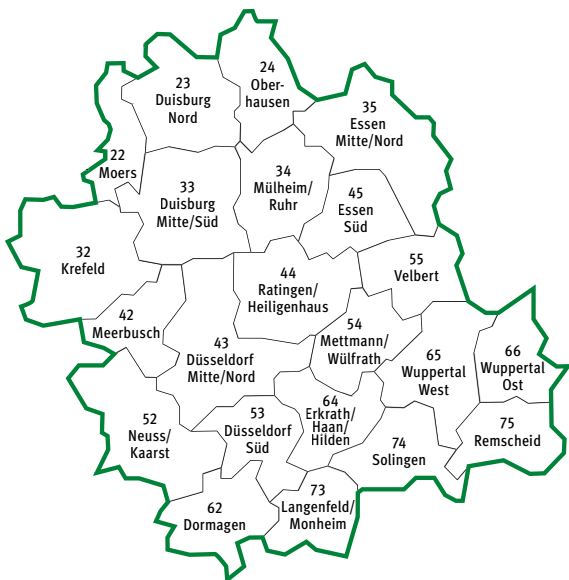 24
Ober-
hausen
23
Duisburg
Nord
35
Essen
Mitte/Nord
22
Moers
33
Duisburg
Mitte/Süd
34
Mülheim/
Ruhr
45
Essen
Süd
32
Krefeld
44
Ratingen/
Heiligenhaus
55
Velbert
42
Meerbusch
43
Düsseldorf
Mitte/Nord
54
Mettmann/
Wülfrath
65
Wuppertal
West
66
Wuppertal
Ost
52
Neuss/
Kaarst
53
Düsseldorf
Süd
64
Erkrath/
Haan/
Hilden
74
Solingen
75
Remscheid
62
Dormagen
73
Langenfeld/
Monheim